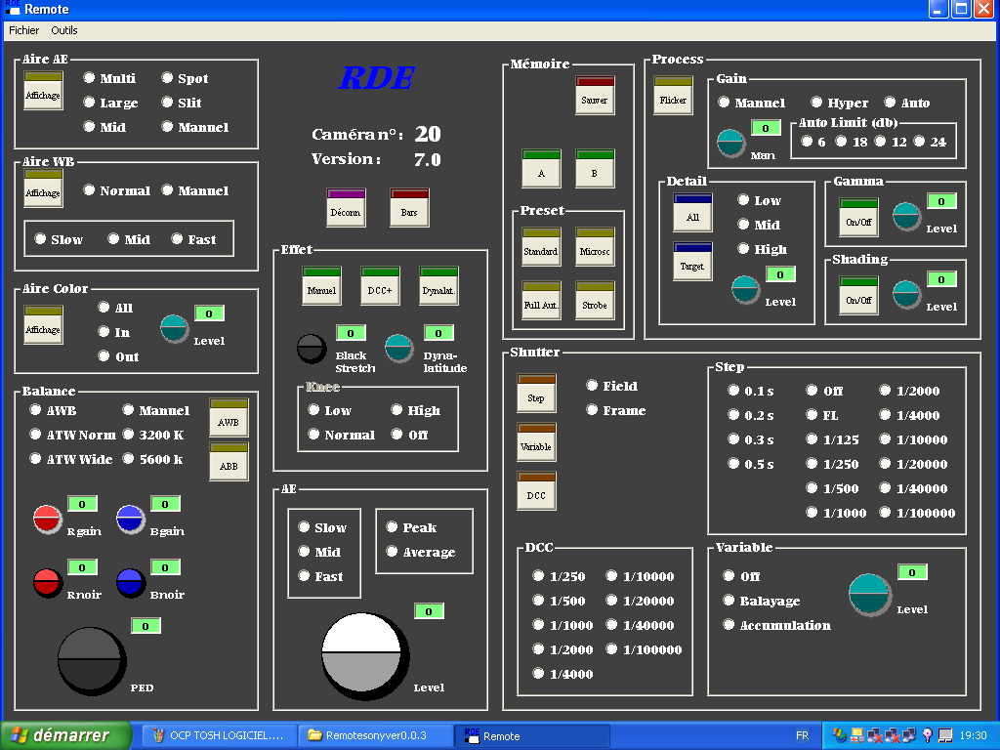 RDE Remote
Fichier Outils
Aire AE
Affichage
Multi Spot
Large Slit
Mid Manuel
Aire WB
Affichage
Normal Manuel
Slow Mid Fast
Aire Color
Affichage
All
In
Out
0
Level
Balance
AWB Manuel
ATW Norm 3200 K
ATW Wide 5600 k
AWB
ABB
0 0
Rgain Bgain
0 0
Rnoir Bnoir
0
PED
RDE
Caméra n° : 20
Version : 7.0
Déconn Bars
Effet
Manuel DCC+ Dynalat.
0 0
Black Stretch
Dyna-latitude
Knee
Low High
Normal Off
AE
Slow
Mid
Fast
Peak
Average
0
Level
Mémoire
Sauver
A B
Preset
Standard Microsc
Full Aut. Strobe
Process
Flicker
Gain
Manuel Hyper Auto
0
Man
Auto Limit (db)
6 18 12 24
Detail
All
Target
Low
Mid
High
0
Level
Gamma
On/Off
0
Level
Shading
On/Off
0
Level
Shutter
Step
Variable
DCC
Field
Frame
Step
0.1 s Off 1/2000
0.2 s FL 1/4000
0.3 s 1/125 1/10000
0.5 s 1/250 1/20000
1/500 1/40000
1/1000 1/100000
DCC
1/250 1/10000
1/500 1/20000
1/1000 1/40000
1/2000 1/100000
1/4000
Variable
Off
Balayage
Accumulation
0
Level
démarrer
OCP TOSH LOGICIEL....
Remotesonyver0.0.3
RDE Remote
FR
19:30